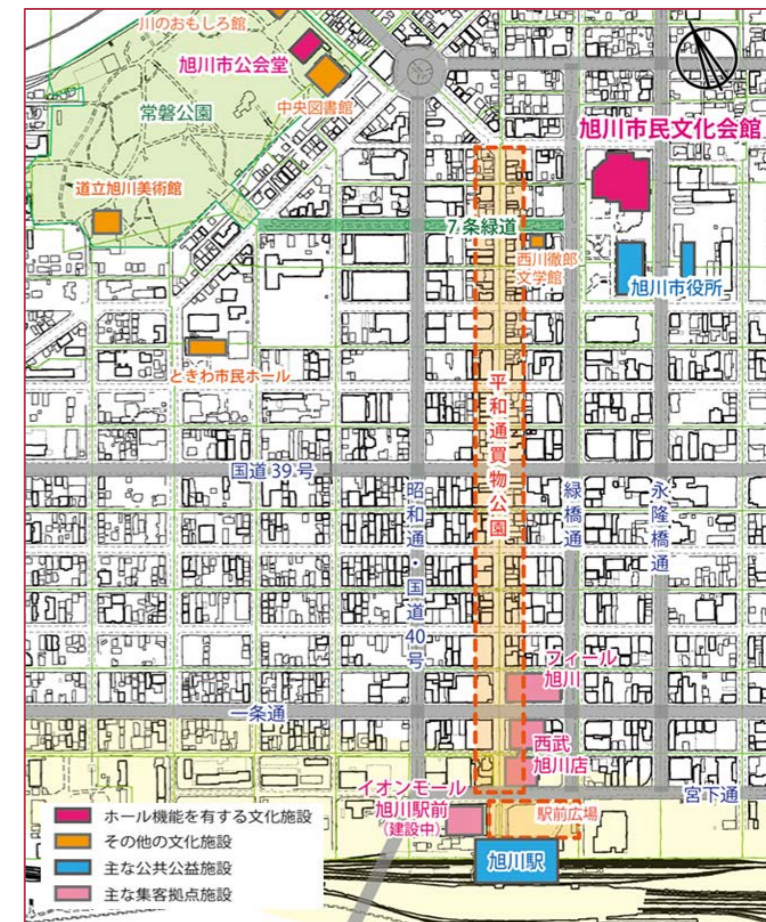 川のおもしろ館
旭川市公会堂
中央図書館
常磐公園
旭川市民文化会館
道立旭川美術館
7条緑道
西川徹郎
文学館
旭川市役所
ときわ市民ホール
平和通買物公園
国道39号
昭和通・国道40号
緑橋通
永隆橋通
フィール
旭川
一条通
西武
旭川店
イオンモール
旭川駅前
(建設中)
宮下通
駅前広場
旭川駅
ホール機能を有する文化施設
その他の文化施設
主な公共公益施設
主な集客拠点施設